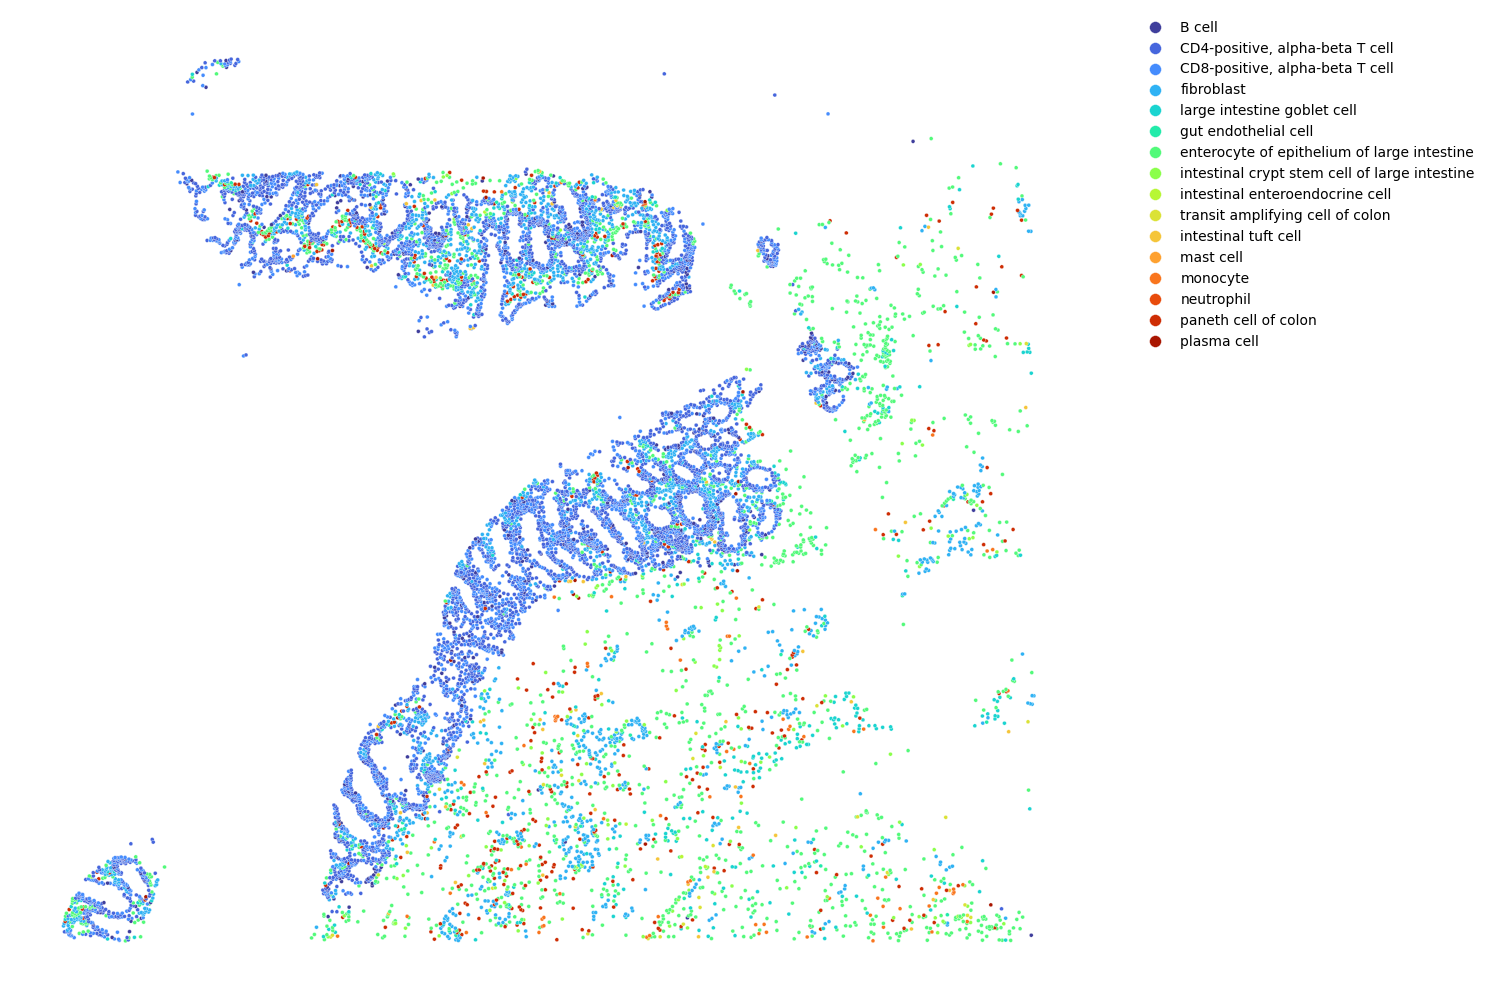 B cell
CD4-positive, alpha-beta T cell
CD8-positive, alpha-beta T cell
fibroblast
large intestine goblet cell
gut endothelial cell
enterocyte of epithelium of large intestine
intestinal crypt stem cell of large intestine
intestinal enteroendocrine cell
transit amplifying cell of colon
intestinal tuft cell
mast cell
monocyte
neutrophil
paneth cell of colon
plasma cell